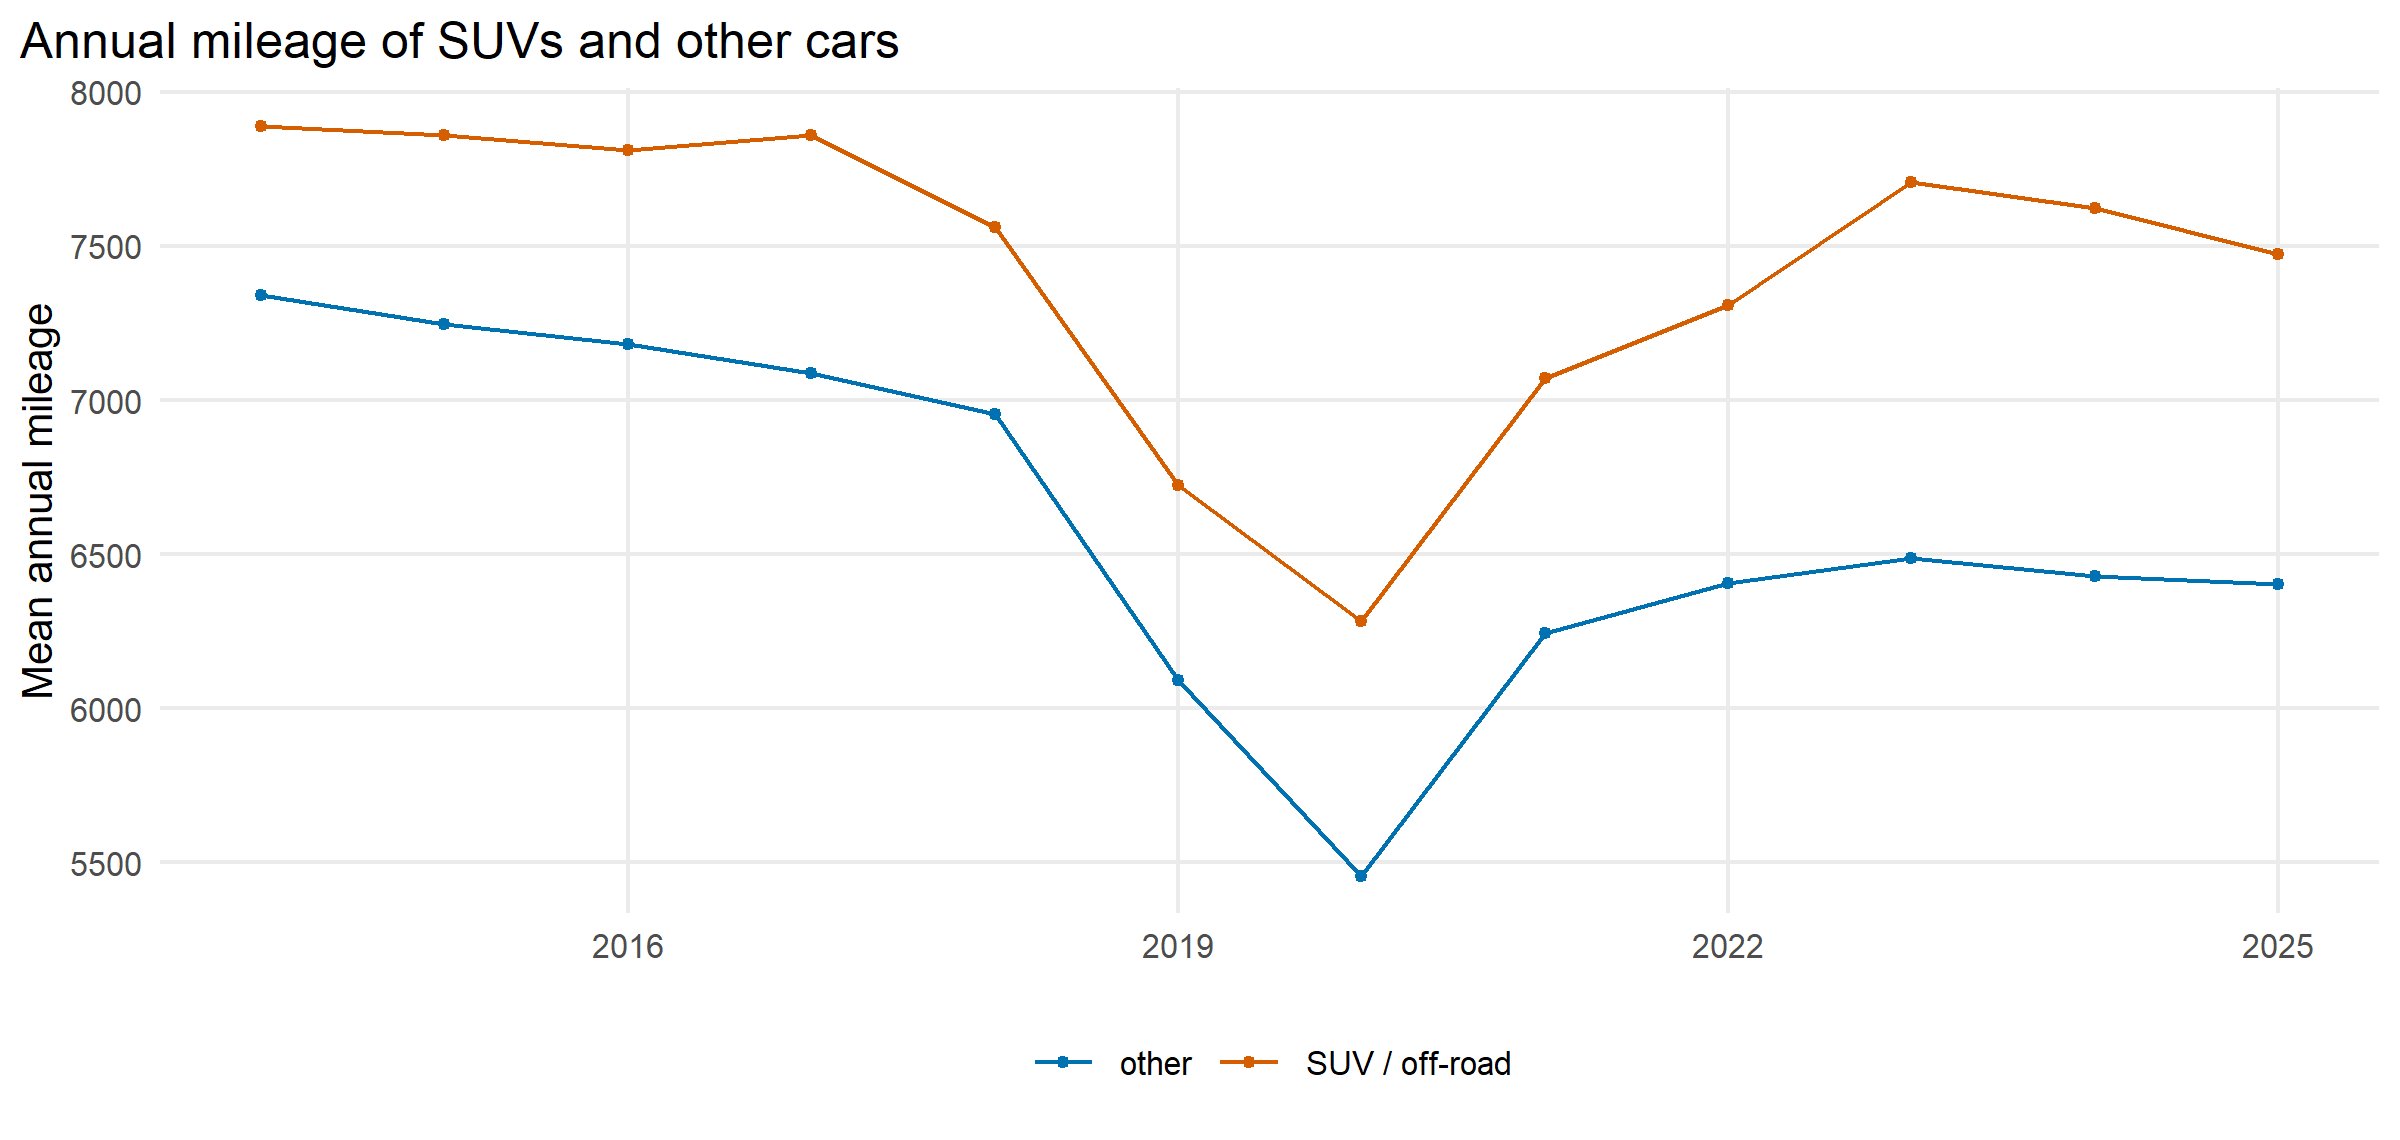 Annual mileage of SUVs and other cars
8000
7500
7000
6500
6000
5500
Mean annual mileage
2016 2019 2022 2025
other SUV / off-road